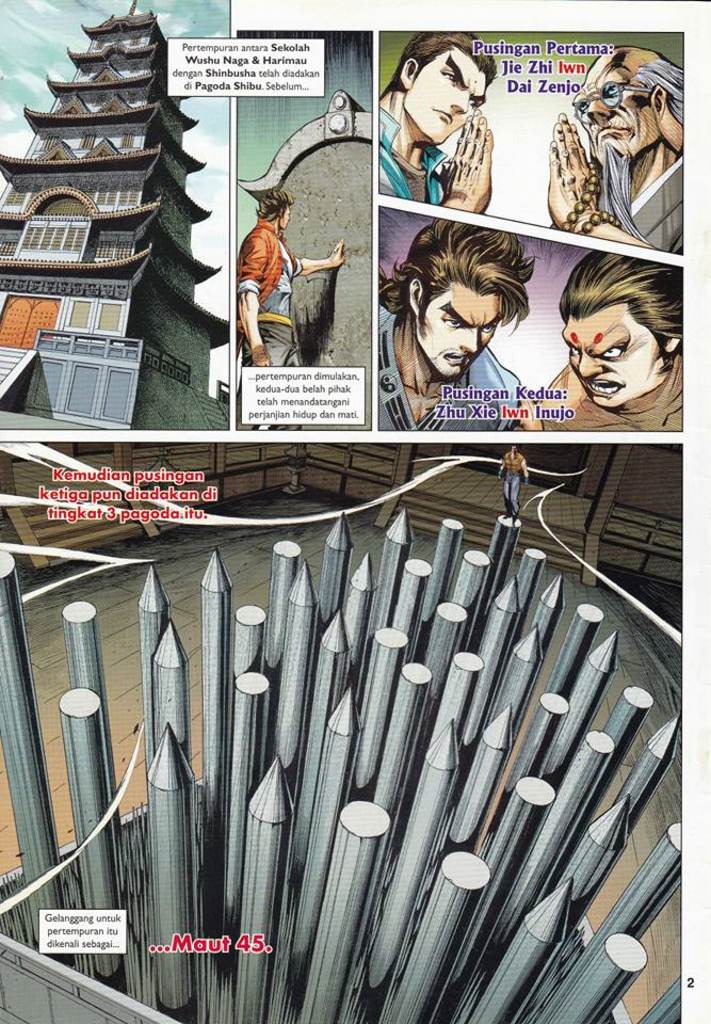 Pertempuran antara Sekolah
Wushu Naga & Harimau
dengan Shinbusha telah diadakan
di Pagoda Shibu. Sebelum...
...pertempuran dimulakan,
kedua-dua belah pihak
telah menandatangani
perjanjian hidup dan mati.
Pusingan Pertama:
Jie Zhi lwn
Dai Zenjo
Pusingan Kedua:
Zhu Xie lwn Inujo
Kemudian pusingan
ketiga pun diadakan di
tingkat 3 pagoda itu.
Gelanggang untuk
pertempuran itu
dikenali sebagai...
...Maut 45.
2